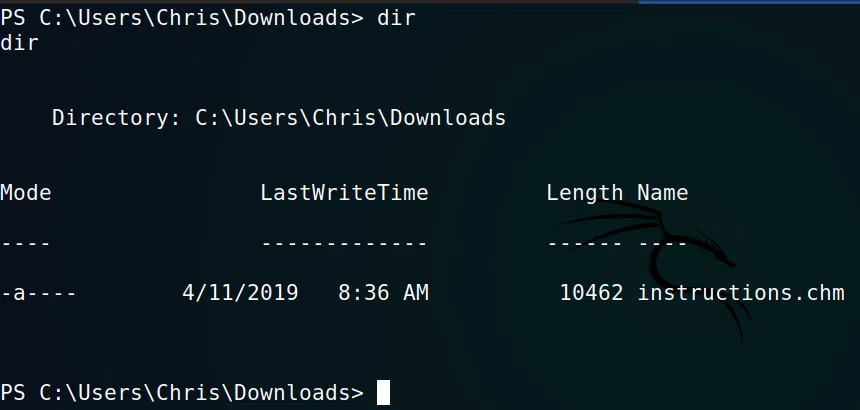 PS C:\Users\Chris\Downloads> dir
dir
Directory: C:\Users\Chris\Downloads
Mode LastWriteTime Length Name
---- ------------- ------ ----
-a---- 4/11/2019 8:36 AM 10462 instructions.chm
PS C:\Users\Chris\Downloads>